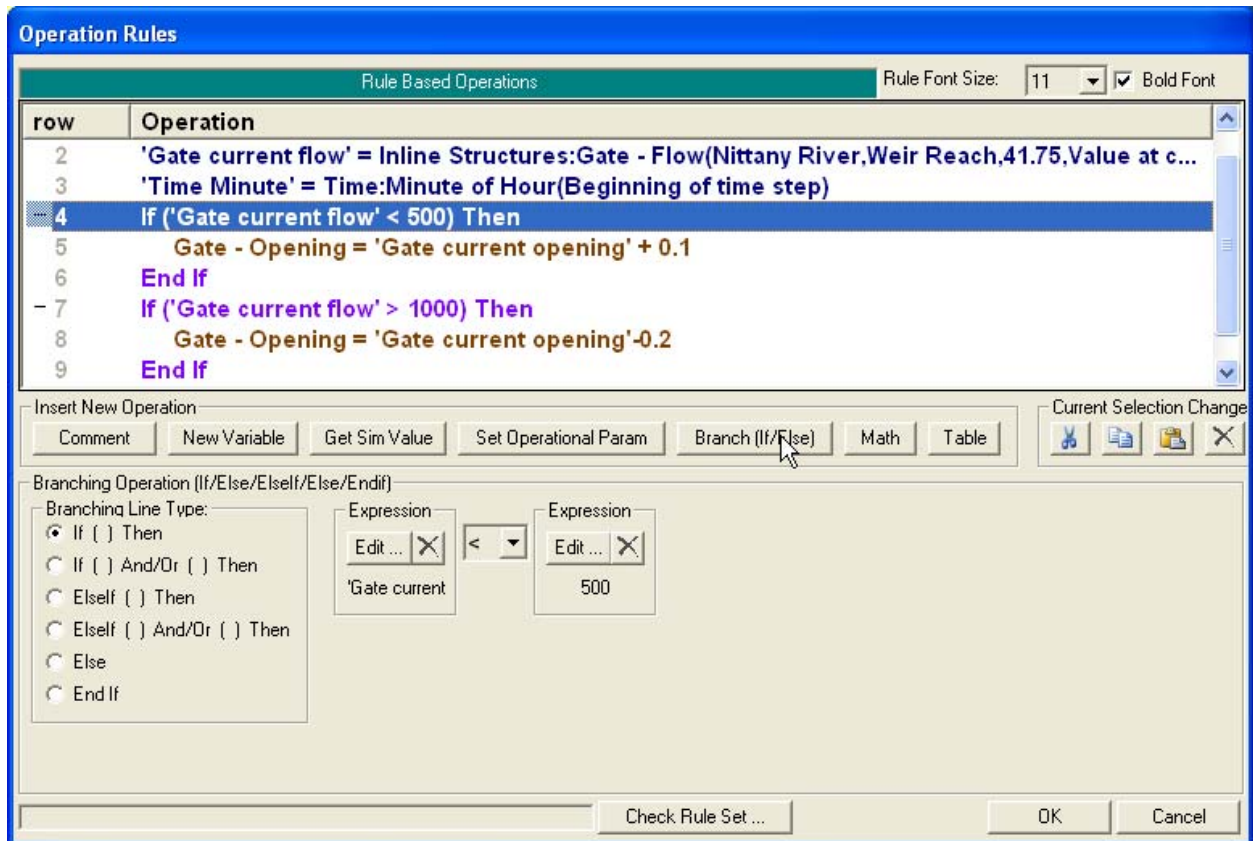 Operation Rules
Rule Based Operations Rule Font Size: 11 Bold Font
row Operation
2 'Gate current flow' = Inline Structures:Gate - Flow(Nittany River,Weir Reach,41.75,Value at c...
3 'Time Minute' = Time:Minute of Hour(Beginning of time step)
4 If ('Gate current flow' < 500) Then
5 Gate - Opening = 'Gate current opening' + 0.1
6 End If
7 If ('Gate current flow' > 1000) Then
8 Gate - Opening = 'Gate current opening'-0.2
9 End If
Insert New Operation Current Selection Change
Comment New Variable Get Sim Value Set Operational Param Branch (If/Else) Math Table
Branching Operation (If/Else/ElseIf/Else/Endif)
Branching Line Type: Expression Expression
If ( ) Then Edit ... < Edit ...
If ( ) And/Or ( ) Then 'Gate current 500
ElseIf ( ) Then
ElseIf ( ) And/Or ( ) Then
Else
End If
Check Rule Set ... OK Cancel